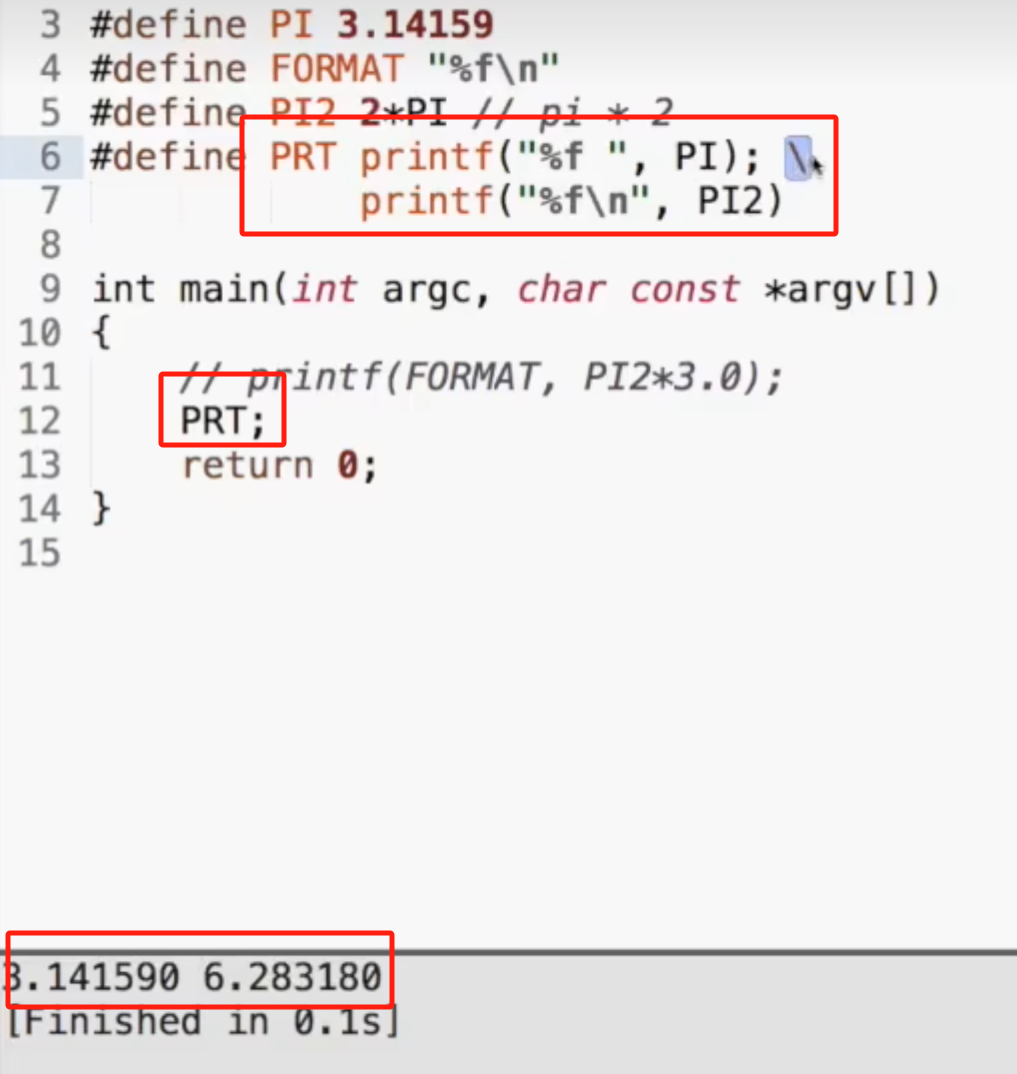 3 #define PI 3.14159
4 #define FORMAT "%f\n"
5 #define PI2 2*PI // pi * 2
6 #define PRT printf("%f ", PI); \
7             printf("%f\n", PI2)
8
9 int main(int argc, char const *argv[])
10 {
11     // printf(FORMAT, PI2*3.0);
12     PRT;
13     return 0;
14 }
15
3.141590 6.283180
[Finished in 0.1s]